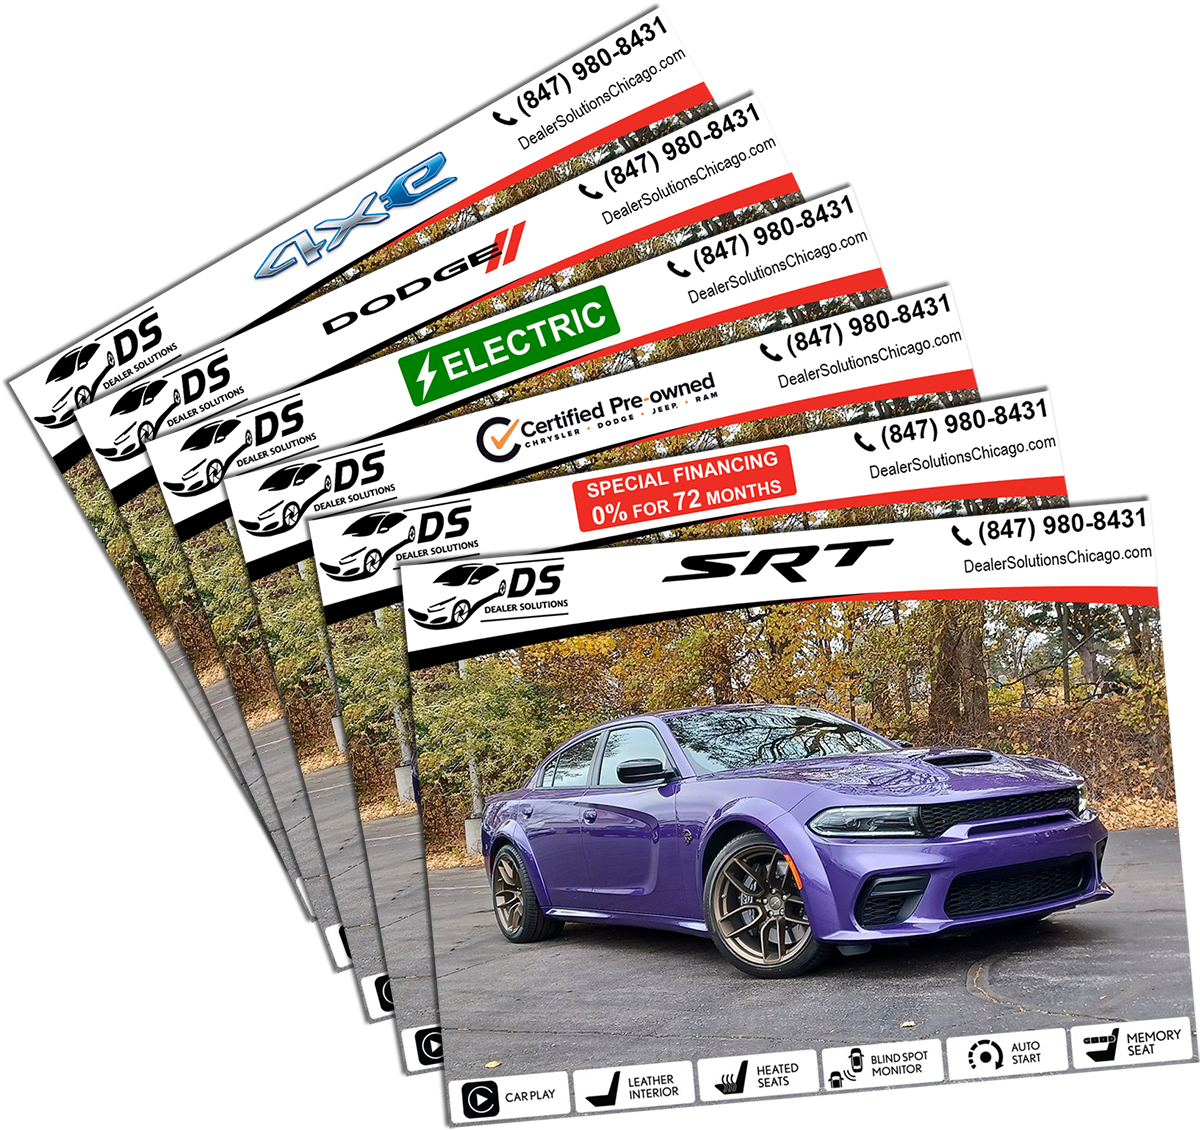 (847) 980-8431
DealerSolutionsChicago.com
4xe
DS
DEALER SOLUTIONS
(847) 980-8431
DealerSolutionsChicago.com
DODGE
DS
DEALER SOLUTIONS
(847) 980-8431
DealerSolutionsChicago.com
ELECTRIC
DS
DEALER SOLUTIONS
(847) 980-8431
DealerSolutionsChicago.com
Certified Pre-owned
CHRYSLER • DODGE • JEEP. • RAM
DS
DEALER SOLUTIONS
(847) 980-8431
DealerSolutionsChicago.com
SPECIAL FINANCING
0% FOR 72 MONTHS
DS
DEALER SOLUTIONS
(847) 980-8431
DealerSolutionsChicago.com
SRT
DS
DEALER SOLUTIONS
CAR PLAY
LEATHER
INTERIOR
HEATED
SEATS
BLIND SPOT
MONITOR
AUTO
START
MEMORY
SEAT